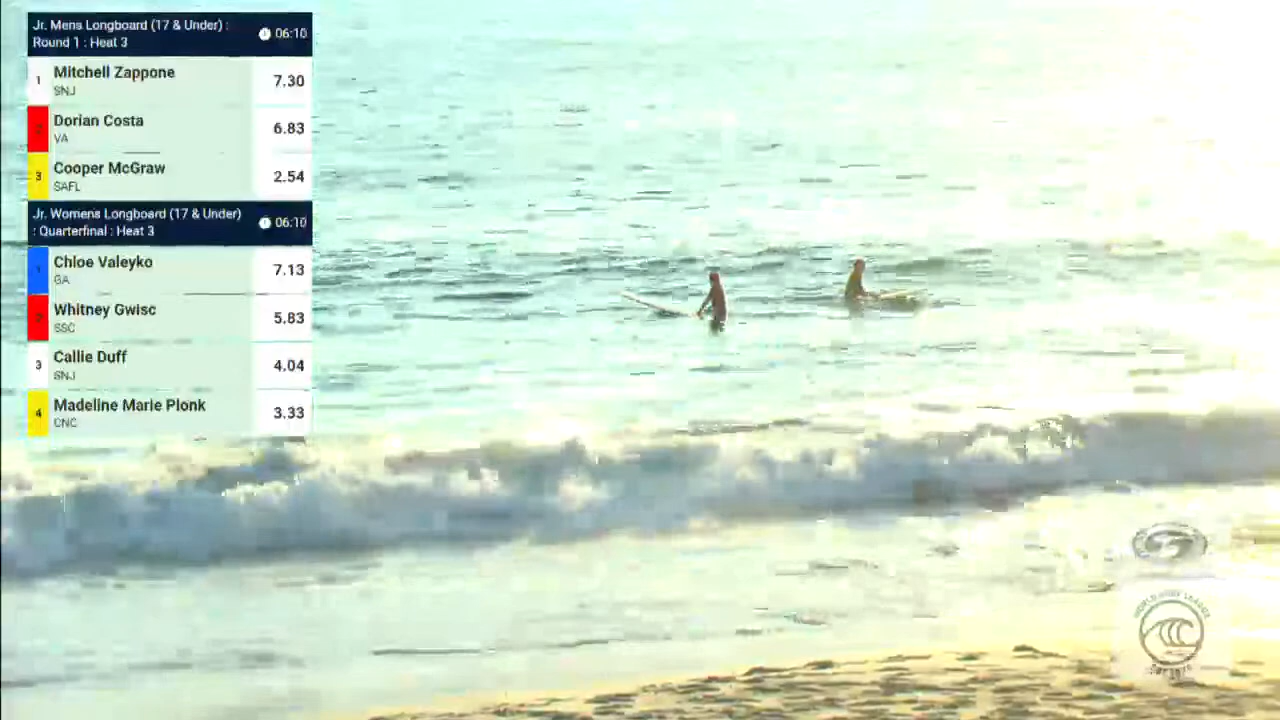 Jr. Mens Longboard (17 & Under) :
Round 1 : Heat 3
06:10
1
Mitchell Zappone
SNJ
7.30
2
Dorian Costa
VA
6.83
3
Cooper McGraw
SAFL
2.54
Jr. Womens Longboard (17 & Under)
: Quarterfinal : Heat 3
06:10
1
Chloe Valeyko
GA
7.13
2
Whitney Gwisc
SSC
5.83
3
Callie Duff
SNJ
4.04
4
Madeline Marie Plonk
CNC
3.33
WORLD SURF LEAGUE